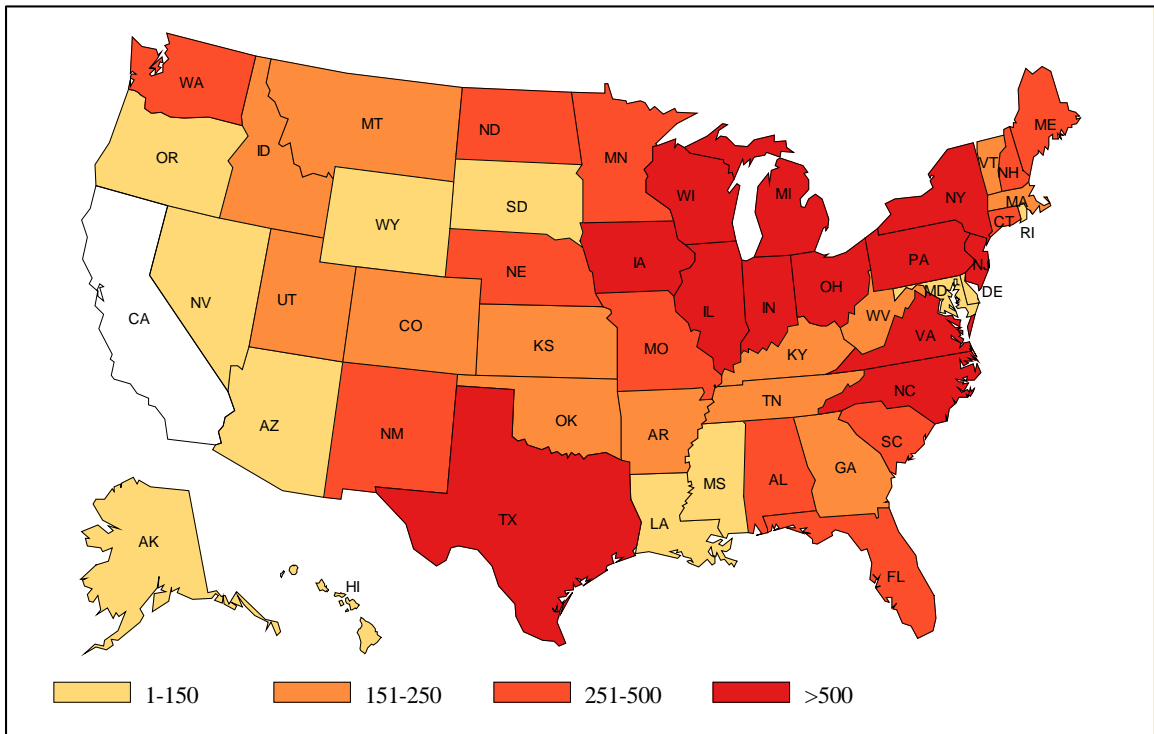 WA
MT
ND
MN
ME
OR
ID
SD
WI
MI
VT
NH
NY
MA
CT
RI
WY
NE
IA
PA
NJ
NV
UT
CO
KS
MO
IL
IN
OH
WV
MD
DE
CA
KY
VA
AZ
NM
OK
AR
TN
NC
SC
TX
LA
MS
AL
GA
FL
AK
HI
1-150 151-250 251-500 >500